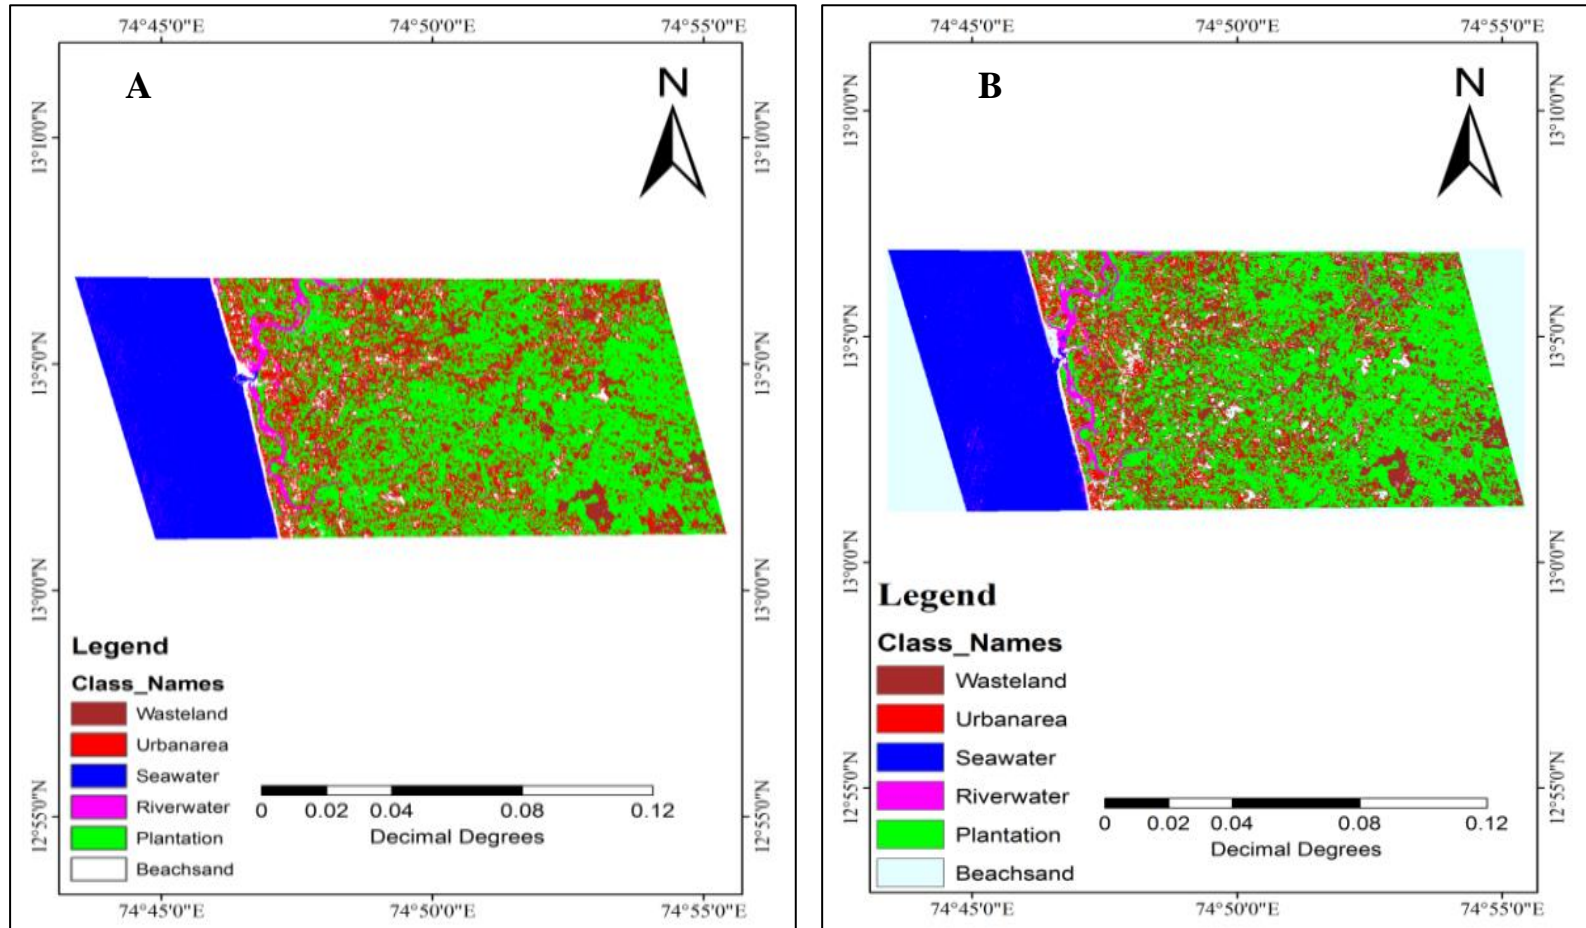 74°45'0"E 74°50'0"E 74°55'0"E
A
N
13°10'0"N 13°10'0"N
13°5'0"N 13°5'0"N
13°0'0"N 13°0'0"N
12°55'0"N 12°55'0"N
Legend
Class_Names
Wasteland
Urbanarea
Seawater
Riverwater
Plantation
Beachsand
0 0.02 0.04 0.08 0.12
Decimal Degrees
74°45'0"E 74°50'0"E 74°55'0"E
74°45'0"E 74°50'0"E 74°55'0"E
B
N
13°10'0"N 13°10'0"N
13°5'0"N 13°5'0"N
13°0'0"N 13°0'0"N
12°55'0"N 12°55'0"N
Legend
Class_Names
Wasteland
Urbanarea
Seawater
Riverwater
Plantation
Beachsand
0 0.02 0.04 0.08 0.12
Decimal Degrees
74°45'0"E 74°50'0"E 74°55'0"E